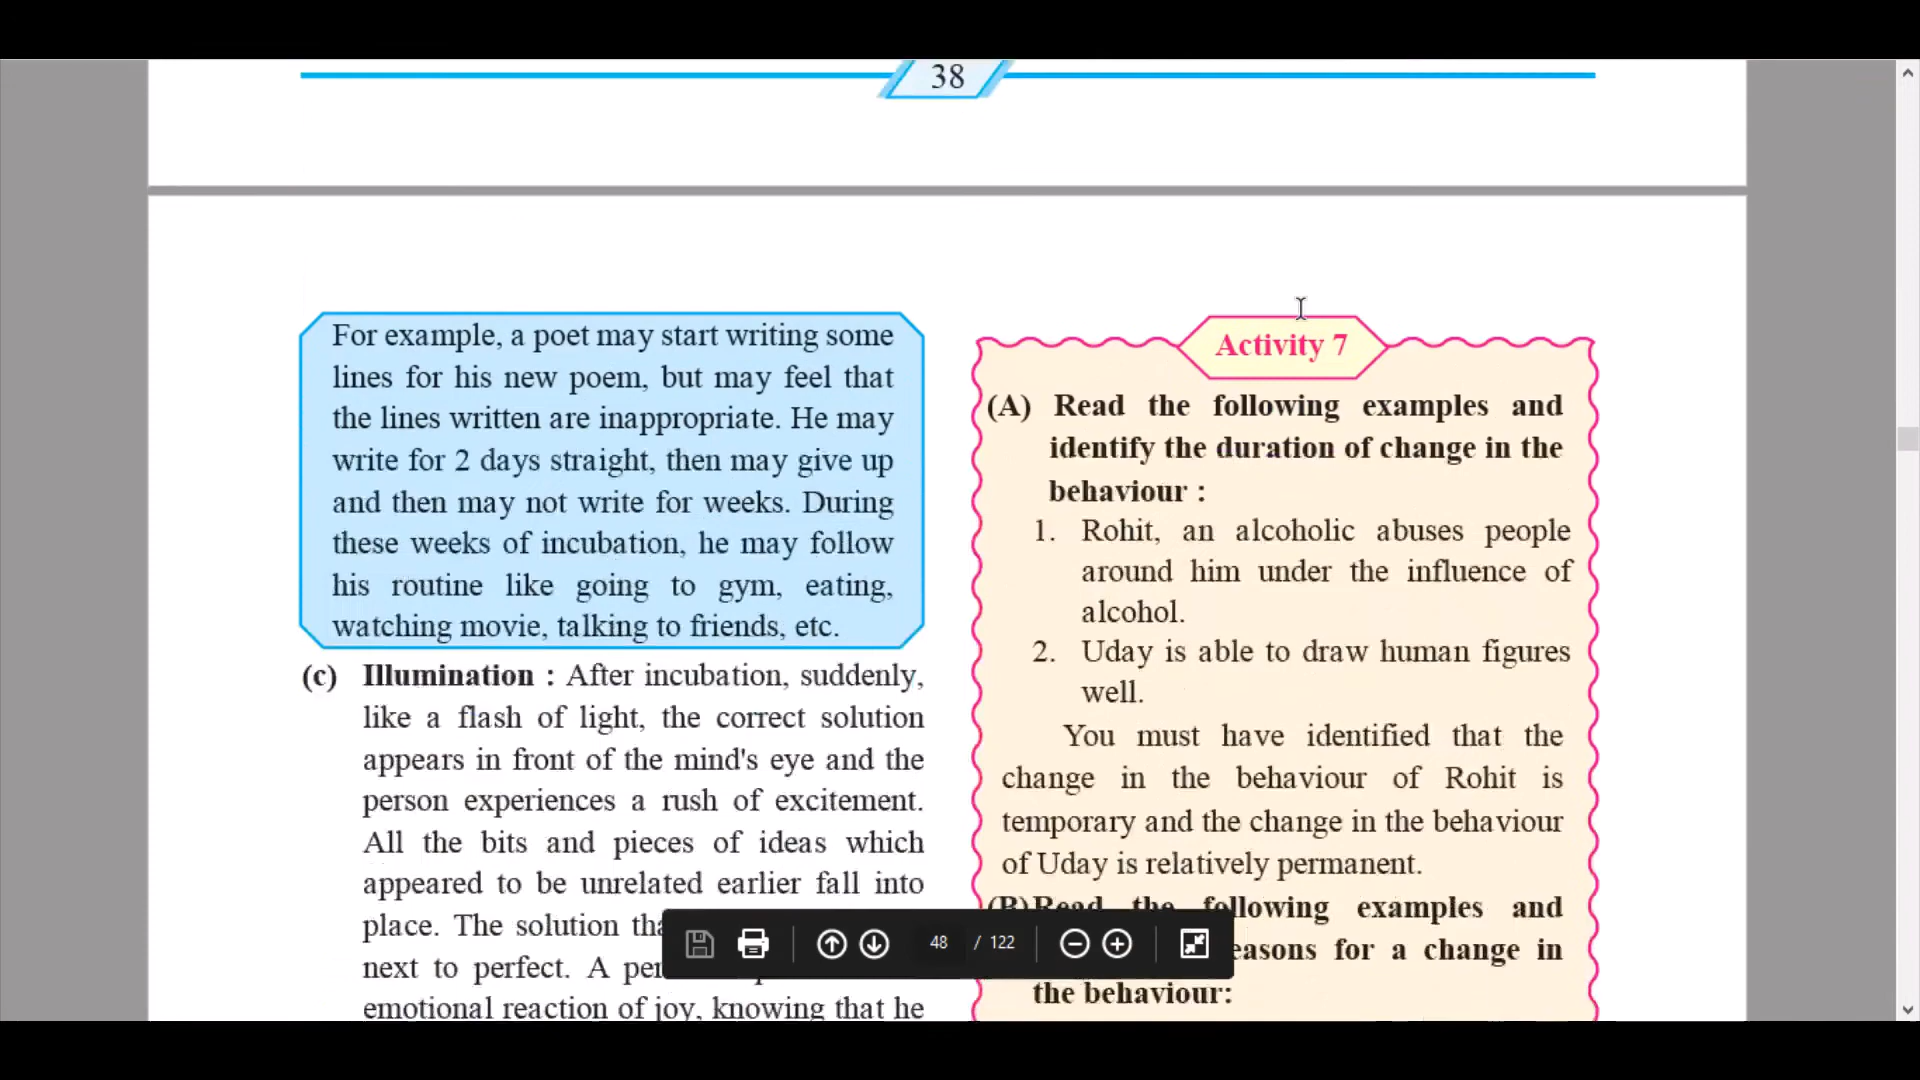 38
For example, a poet may start writing some
lines for his new poem, but may feel that
the lines written are inappropriate. He may
write for 2 days straight, then may give up
and then may not write for weeks. During
these weeks of incubation, he may follow
his routine like going to gym, eating,
watching movie, talking to friends, etc.
(c) Illumination : After incubation, suddenly,
like a flash of light, the correct solution
appears in front of the mind's eye and the
person experiences a rush of excitement.
All the bits and pieces of ideas which
appeared to be unrelated earlier fall into
place. The solution
next to perfect. A
emotional reaction of joy, knowing that he
Activity 7
(A) Read the following examples and
identify the duration of change in the
behaviour :
1. Rohit, an alcoholic abuses people
around him under the influence of
alcohol.
2. Uday is able to draw human figures
well.
You must have identified that the
change in the behaviour of Rohit is
temporary and the change in the behaviour
of Uday is relatively permanent.
(B) Read the following examples and
easons for a change in
the behaviour:
48 / 122